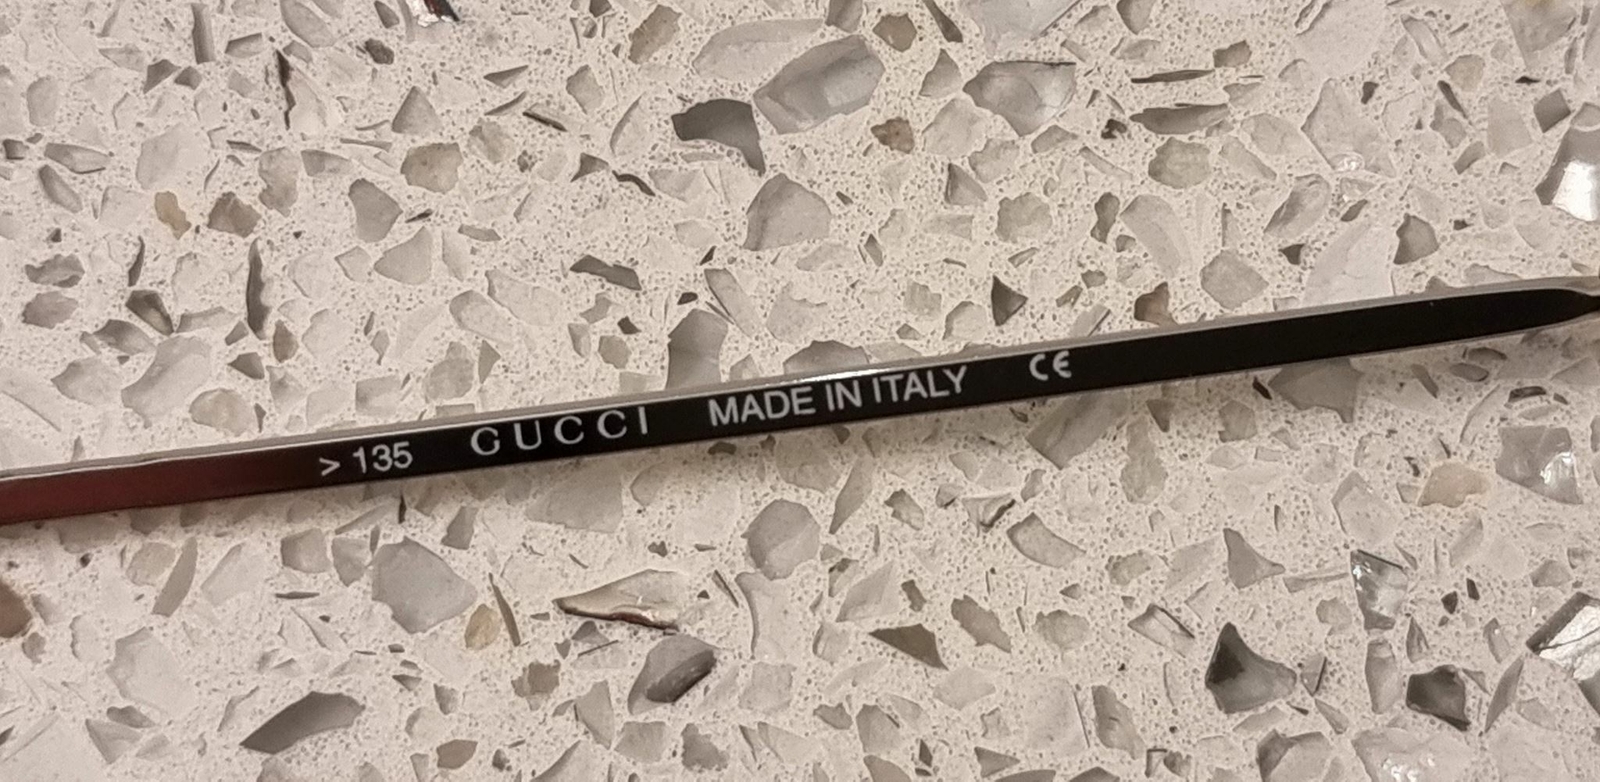 > 135 GUCCI MADE IN ITALY CE